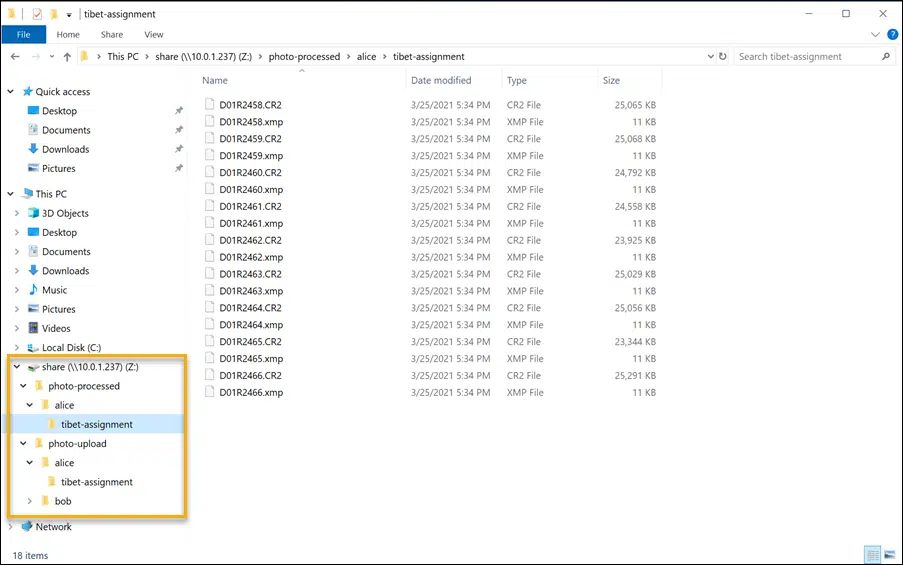 tibet-assignment
File Home Share View
This PC share (\\10.0.1.237) (Z:) photo-processed alice tibet-assignment Search tibet-assignment
Name Date modified Type Size
Quick access
Desktop
Documents
Downloads
Pictures
This PC
3D Objects
Desktop
Documents
Downloads
Music
Pictures
Videos
Local Disk (C:)
share (\\10.0.1.237) (Z:)
photo-processed
alice
tibet-assignment
photo-upload
alice
tibet-assignment
bob
Network
D01R2458.CR2 3/25/2021 5:34 PM CR2 File 25,065 KB
D01R2458.xmp 3/25/2021 5:34 PM XMP File 11 KB
D01R2459.CR2 3/25/2021 5:34 PM CR2 File 25,068 KB
D01R2459.xmp 3/25/2021 5:34 PM XMP File 11 KB
D01R2460.CR2 3/25/2021 5:34 PM CR2 File 24,792 KB
D01R2460.xmp 3/25/2021 5:34 PM XMP File 11 KB
D01R2461.CR2 3/25/2021 5:34 PM CR2 File 24,558 KB
D01R2461.xmp 3/25/2021 5:34 PM XMP File 11 KB
D01R2462.CR2 3/25/2021 5:34 PM CR2 File 23,925 KB
D01R2462.xmp 3/25/2021 5:34 PM XMP File 11 KB
D01R2463.CR2 3/25/2021 5:34 PM CR2 File 25,029 KB
D01R2463.xmp 3/25/2021 5:34 PM XMP File 11 KB
D01R2464.CR2 3/25/2021 5:34 PM CR2 File 25,056 KB
D01R2464.xmp 3/25/2021 5:34 PM XMP File 11 KB
D01R2465.CR2 3/25/2021 5:34 PM CR2 File 23,344 KB
D01R2465.xmp 3/25/2021 5:34 PM XMP File 11 KB
D01R2466.CR2 3/25/2021 5:34 PM CR2 File 25,291 KB
D01R2466.xmp 3/25/2021 5:34 PM XMP File 11 KB
18 items